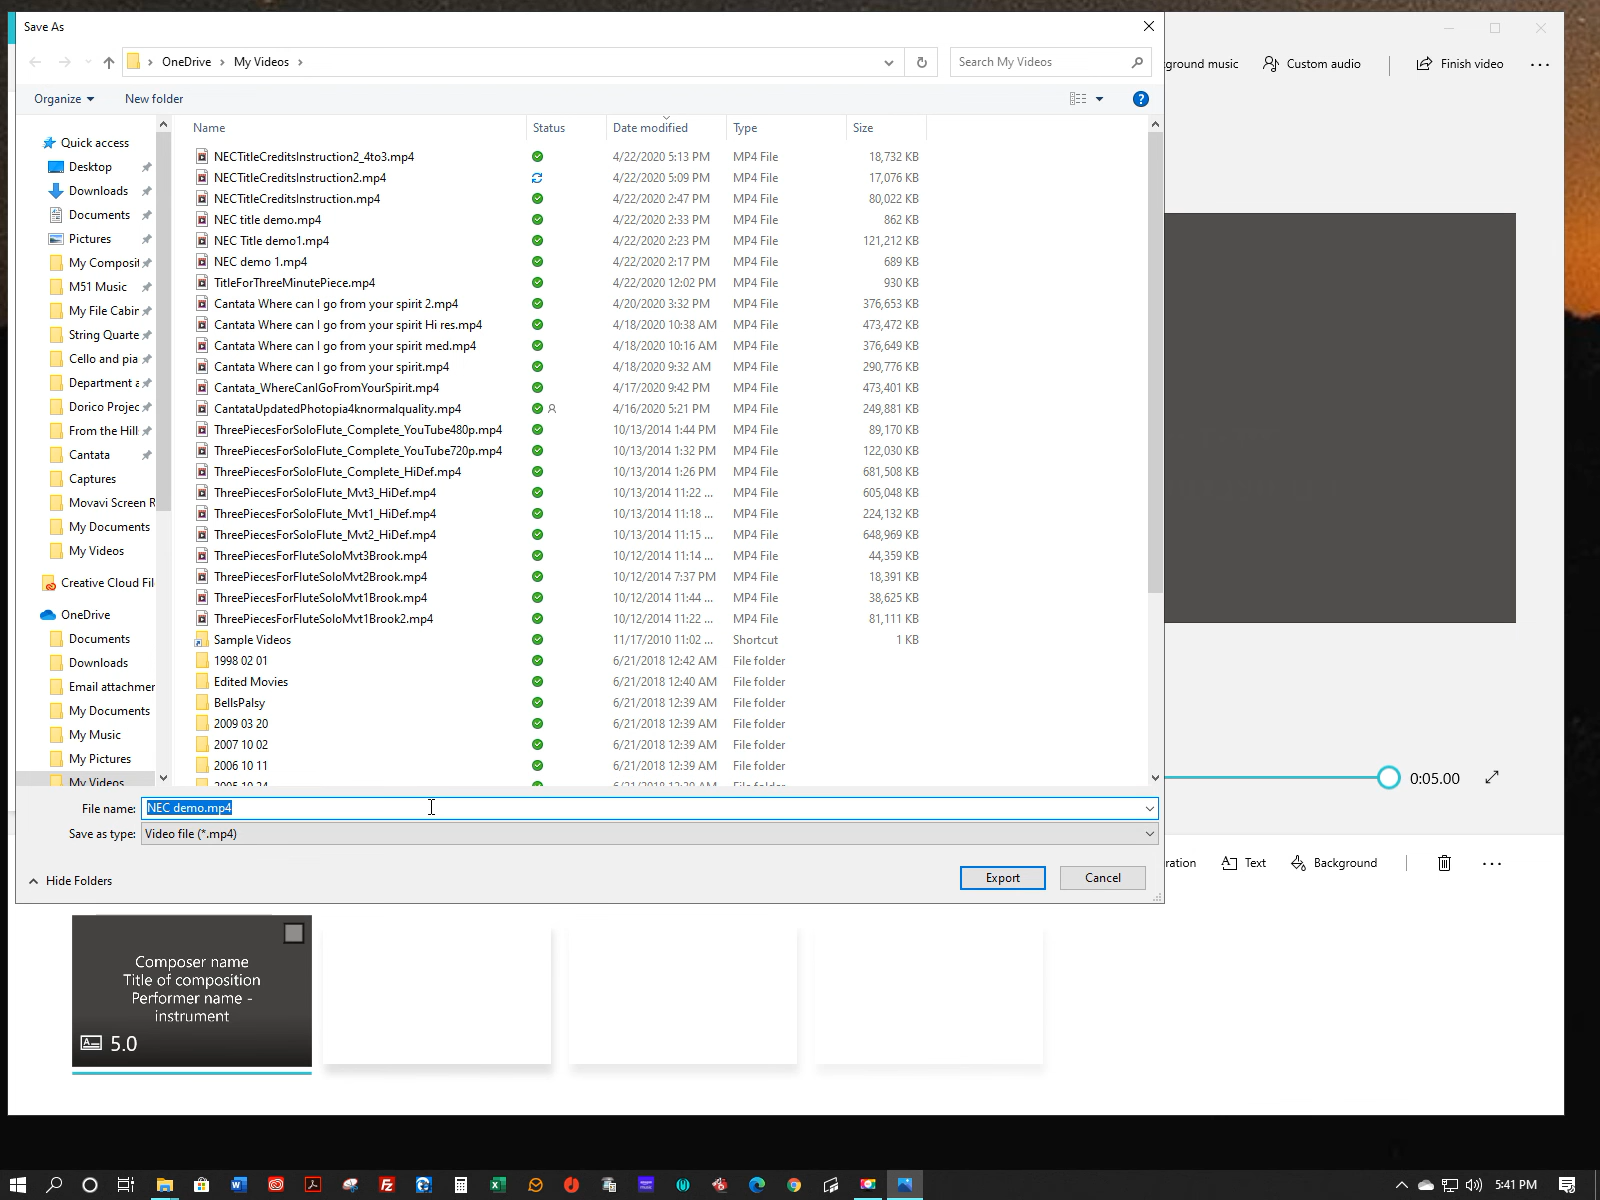 Save As
OneDrive
My Videos
Search My Videos
ground music
Custom audio
Finish video
Organize
New folder
Name
Status
Date modified
Type
Size
Quick access
Desktop
Downloads
Documents
Pictures
My Composit
M51 Music
My File Cabir
String Quarte
Cello and pia
Department a
Dorico Projec
From the Hill
Cantata
Captures
Movavi Screen R
My Documents
My Videos
Creative Cloud Fil
OneDrive
Documents
Downloads
Email attachmer
My Documents
My Music
My Pictures
My Videos
NECTitleCreditsInstruction2_4to3.mp4 4/22/2020 5:13 PM MP4 File 18,732 KB
NECTitleCreditsInstruction2.mp4 4/22/2020 5:09 PM MP4 File 17,076 KB
NECTitleCreditsInstruction.mp4 4/22/2020 2:47 PM MP4 File 80,022 KB
NEC title demo.mp4 4/22/2020 2:33 PM MP4 File 862 KB
NEC Title demo1.mp4 4/22/2020 2:23 PM MP4 File 121,212 KB
NEC demo 1.mp4 4/22/2020 2:17 PM MP4 File 689 KB
TitleForThreeMinutePiece.mp4 4/22/2020 12:02 PM MP4 File 930 KB
Cantata Where can I go from your spirit 2.mp4 4/20/2020 3:32 PM MP4 File 376,653 KB
Cantata Where can I go from your spirit Hi res.mp4 4/18/2020 10:38 AM MP4 File 473,472 KB
Cantata Where can I go from your spirit med.mp4 4/18/2020 10:16 AM MP4 File 376,649 KB
Cantata Where can I go from your spirit.mp4 4/18/2020 9:32 AM MP4 File 290,776 KB
Cantata_WhereCanIGoFromYourSpirit.mp4 4/17/2020 9:42 PM MP4 File 473,401 KB
CantataUpdatedPhotopia4knormalquality.mp4 4/16/2020 5:21 PM MP4 File 249,881 KB
ThreePiecesForSoloFlute_Complete_YouTube480p.mp4 10/13/2014 1:44 PM MP4 File 89,170 KB
ThreePiecesForSoloFlute_Complete_YouTube720p.mp4 10/13/2014 1:32 PM MP4 File 122,030 KB
ThreePiecesForSoloFlute_Complete_HiDef.mp4 10/13/2014 1:26 PM MP4 File 681,508 KB
ThreePiecesForSoloFlute_Mvt3_HiDef.mp4 10/13/2014 11:22 ... MP4 File 605,048 KB
ThreePiecesForSoloFlute_Mvt1_HiDef.mp4 10/13/2014 11:18 ... MP4 File 224,132 KB
ThreePiecesForSoloFlute_Mvt2_HiDef.mp4 10/13/2014 11:15 ... MP4 File 648,969 KB
ThreePiecesForFluteSoloMvt3Brook.mp4 10/12/2014 11:14 ... MP4 File 44,359 KB
ThreePiecesForFluteSoloMvt2Brook.mp4 10/12/2014 7:37 PM MP4 File 18,391 KB
ThreePiecesForFluteSoloMvt1Brook.mp4 10/12/2014 11:44 ... MP4 File 38,625 KB
ThreePiecesForFluteSoloMvt1Brook2.mp4 10/12/2014 11:22 ... MP4 File 81,111 KB
Sample Videos 11/17/2010 11:02 ... Shortcut 1 KB
1998 02 01 6/21/2018 12:42 AM File folder
Edited Movies 6/21/2018 12:40 AM File folder
BellsPalsy 6/21/2018 12:39 AM File folder
2009 03 20 6/21/2018 12:39 AM File folder
2007 10 02 6/21/2018 12:39 AM File folder
2006 10 11 6/21/2018 12:39 AM File folder
0:05.00
File name: NEC demo.mp4
Save as type: Video file (*.mp4)
Hide Folders
Export
Cancel
ration
Text
Background
Composer name
Title of composition
Performer name -
instrument
5.0
5:41 PM